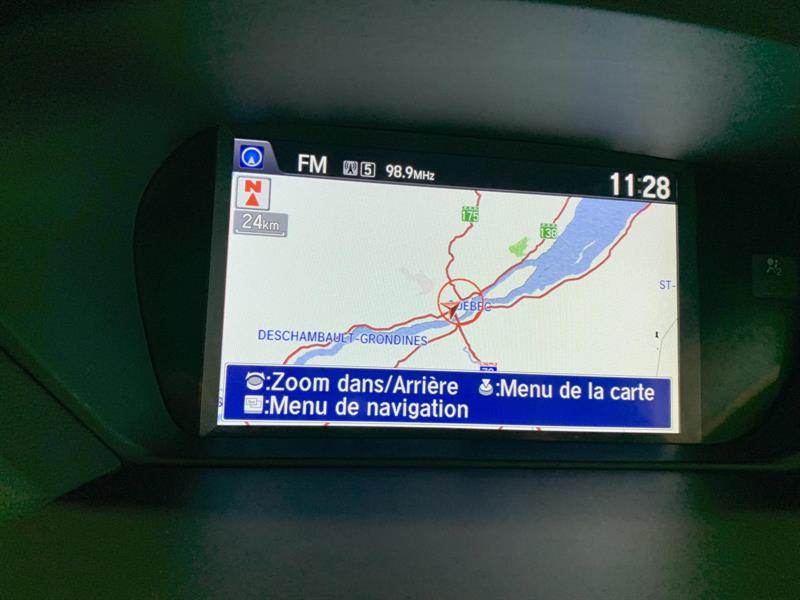 FM 5 98.9MHz 11:28
N
24km
175
138
ST-
QUÉBEC
DESCHAMBAULT-GRONDINES
:Zoom dans/Arrière :Menu de la carte
:Menu de navigation